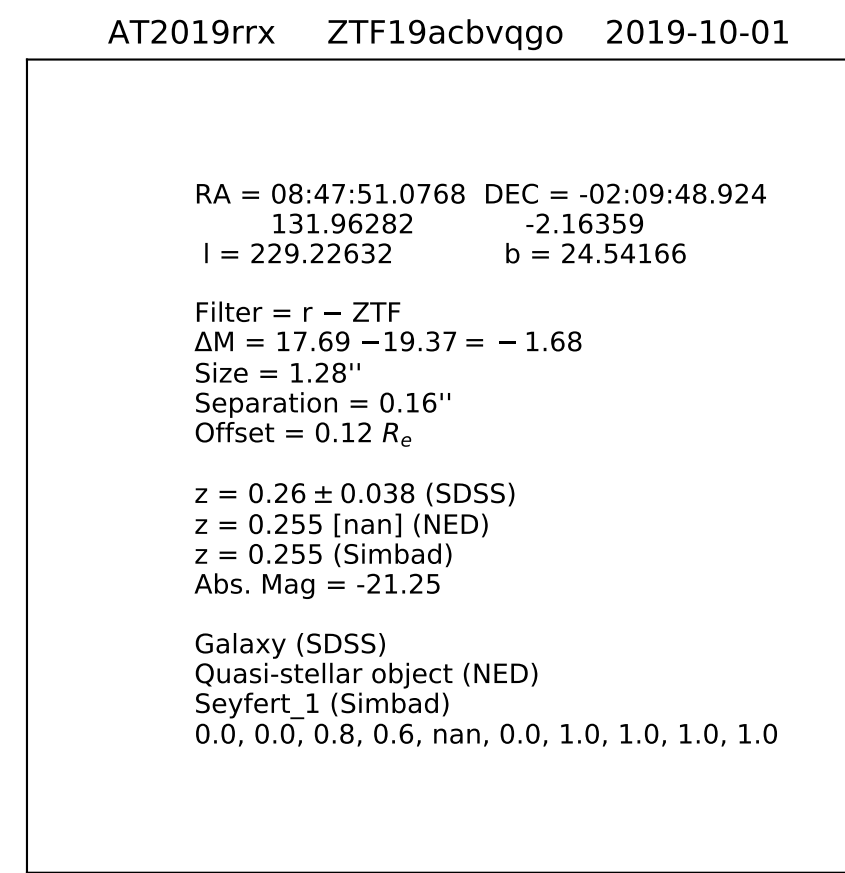 AT2019rrx ZTF19acbvqgo 2019-10-01
RA = 08:47:51.0768 DEC = -02:09:48.924
131.96282 -2.16359
l = 229.22632 b = 24.54166
Filter = r − ZTF
ΔM = 17.69 −19.37 = − 1.68
Size = 1.28''
Separation = 0.16''
Offset = 0.12 Re
z = 0.26 ± 0.038 (SDSS)
z = 0.255 [nan] (NED)
z = 0.255 (Simbad)
Abs. Mag = -21.25
Galaxy (SDSS)
Quasi-stellar object (NED)
Seyfert_1 (Simbad)
0.0, 0.0, 0.8, 0.6, nan, 0.0, 1.0, 1.0, 1.0, 1.0